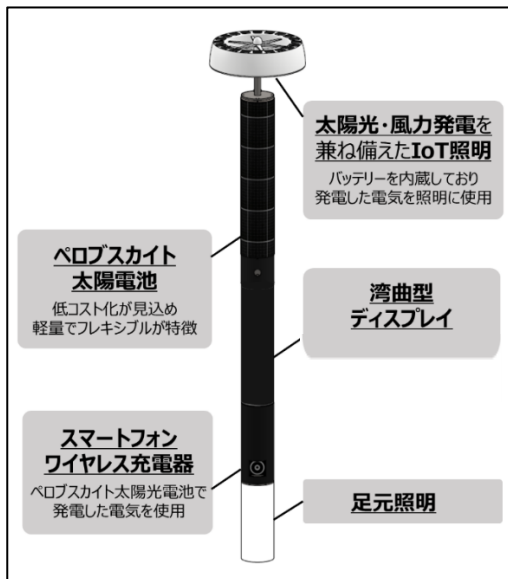 太陽光・風力発電を
兼ね備えたIoT照明
バッテリーを内蔵しており
発電した電気を照明に使用
ペロブスカイト
太陽電池
低コスト化が見込め
軽量でフレキシブルが特徴
湾曲型
ディスプレイ
スマートフォン
ワイヤレス充電器
ペロブスカイト太陽光電池で
発電した電気を使用
足元照明